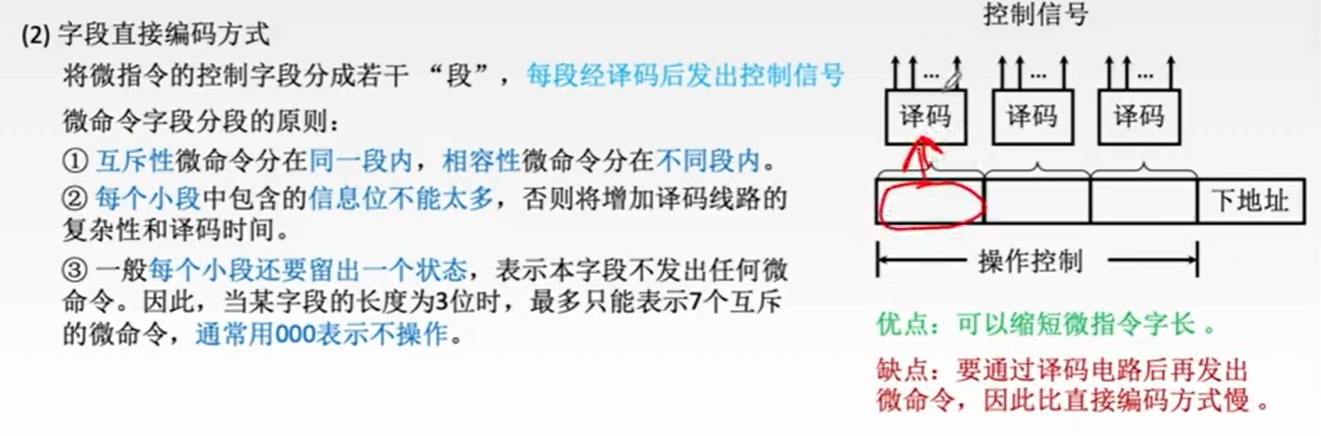 (2) 字段直接编码方式
将微指令的控制字段分成若干 “段”，每段经译码后发出控制信号
微命令字段分段的原则：
① 互斥性微命令分在同一段内，相容性微命令分在不同段内。
② 每个小段中包含的信息位不能太多，否则将增加译码线路的
复杂性和译码时间。
③ 一般每个小段还要留出一个状态，表示本字段不发出任何微
命令。因此，当某字段的长度为3位时，最多只能表示7个互斥
的微命令，通常用000表示不操作。
控制信号
... ... ...
译码 译码 译码
下地址
操作控制
优点：可以缩短微指令字长 。
缺点：要通过译码电路后再发出
微命令，因此比直接编码方式慢 。